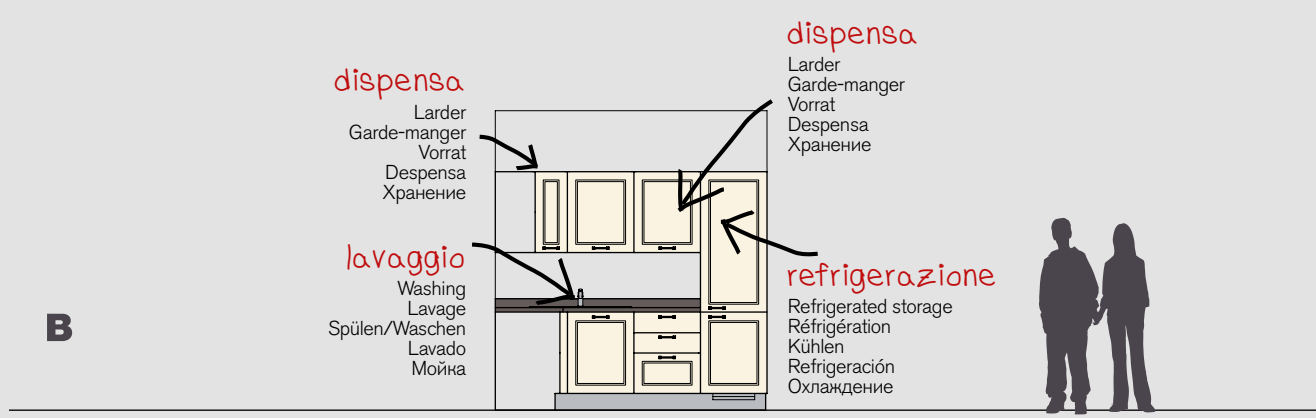 dispensa
Larder
Garde-manger
Vorrat
Despensa
Хранение
dispensa
Larder
Garde-manger
Vorrat
Despensa
Хранение
lavaggio
Washing
Lavage
Spülen/Waschen
Lavado
Мойка
refrigerazione
Refrigerated storage
Réfrigération
Kühlen
Refrigeración
Охлаждение
B